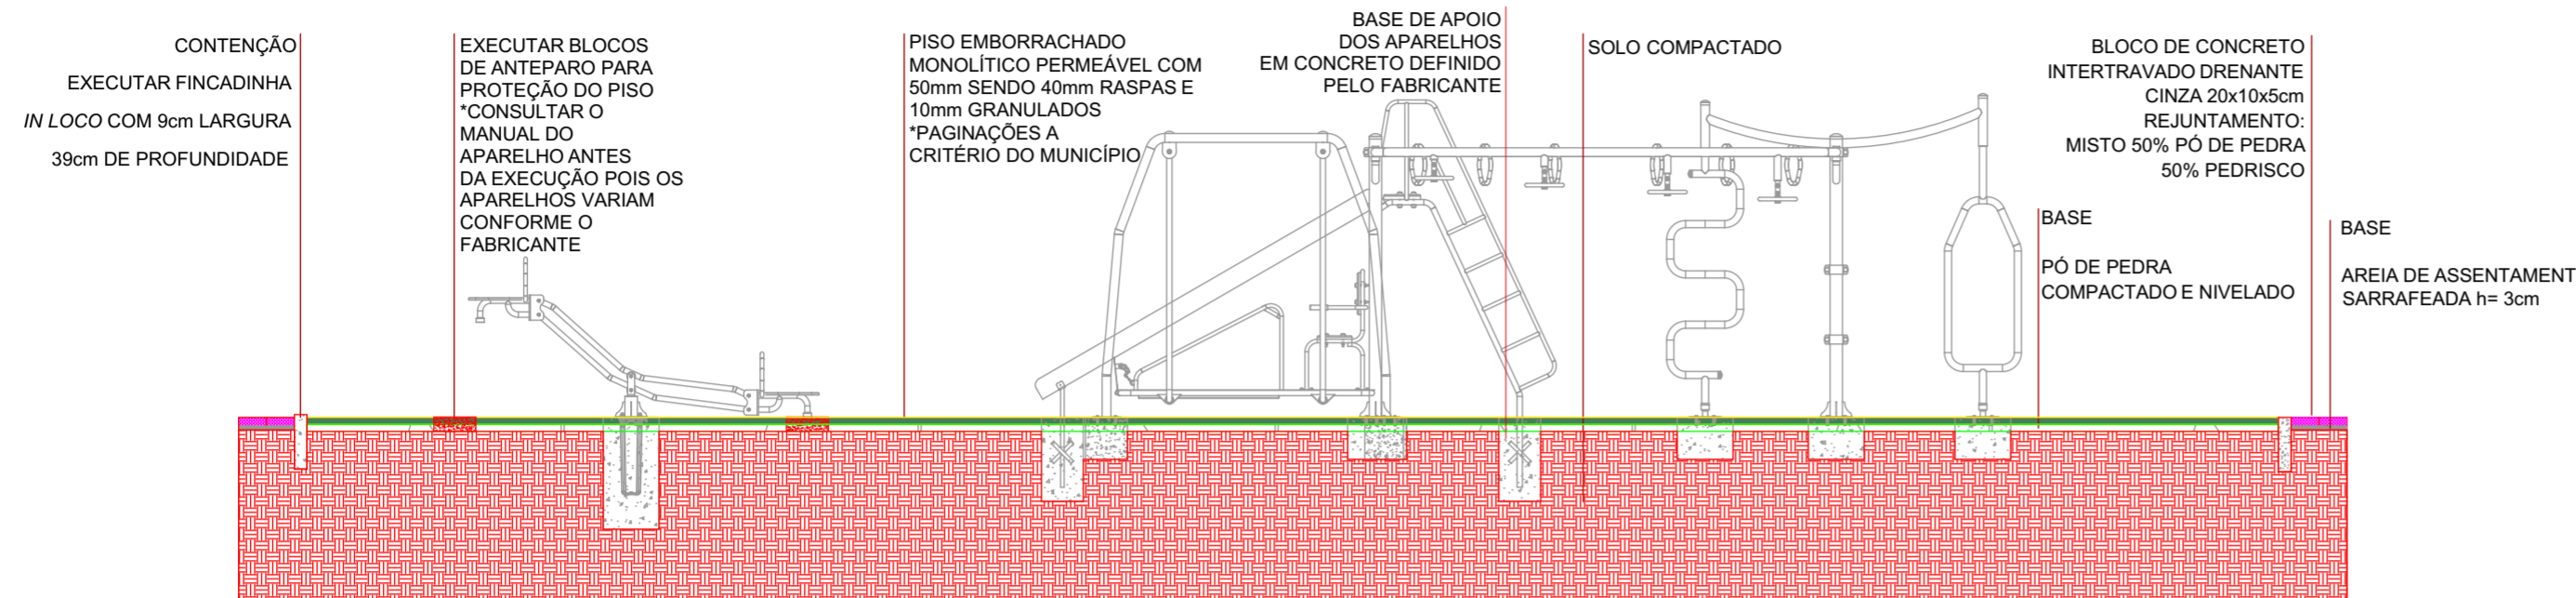 CONTENÇÃO
EXECUTAR FINCADINHA
IN LOCO COM 9cm LARGURA
39cm DE PROFUNDIDADE
EXECUTAR BLOCOS
DE ANTEPARO PARA
PROTEÇÃO DO PISO
*CONSULTAR O
MANUAL DO
APARELHO ANTES
DA EXECUÇÃO POIS OS
APARELHOS VARIAM
CONFORME O
FABRICANTE
PISO EMBORRACHADO
MONOLÍTICO PERMEÁVEL COM
50mm SENDO 40mm RASPAS E
10mm GRANULADOS
*PAGINAÇÕES A
CRITÉRIO DO MUNICÍPIO
BASE DE APOIO
DOS APARELHOS
EM CONCRETO DEFINIDO
PELO FABRICANTE
SOLO COMPACTADO
BLOCO DE CONCRETO
INTERTRAVADO DRENANTE
CINZA 20x10x5cm
REJUNTAMENTO:
MISTO 50% PÓ DE PEDRA
50% PEDRISCO
BASE
PÓ DE PEDRA
COMPACTADO E NIVELADO
BASE
AREIA DE ASSENTAMENT
SARRAFEADA h= 3cm